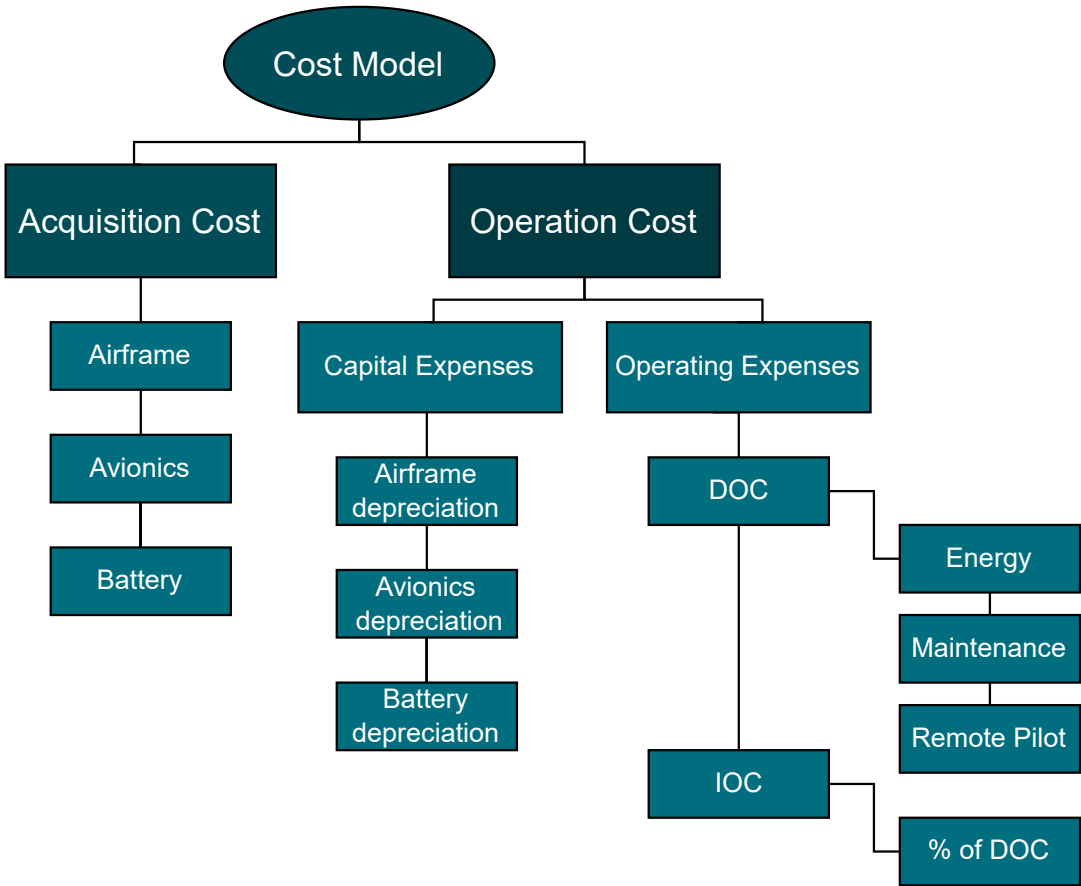 Cost Model
Acquisition Cost
Operation Cost
Airframe
Avionics
Battery
Capital Expenses
Airframe
depreciation
Avionics
depreciation
Battery
depreciation
Operating Expenses
DOC
Energy
Maintenance
Remote Pilot
IOC
% of DOC